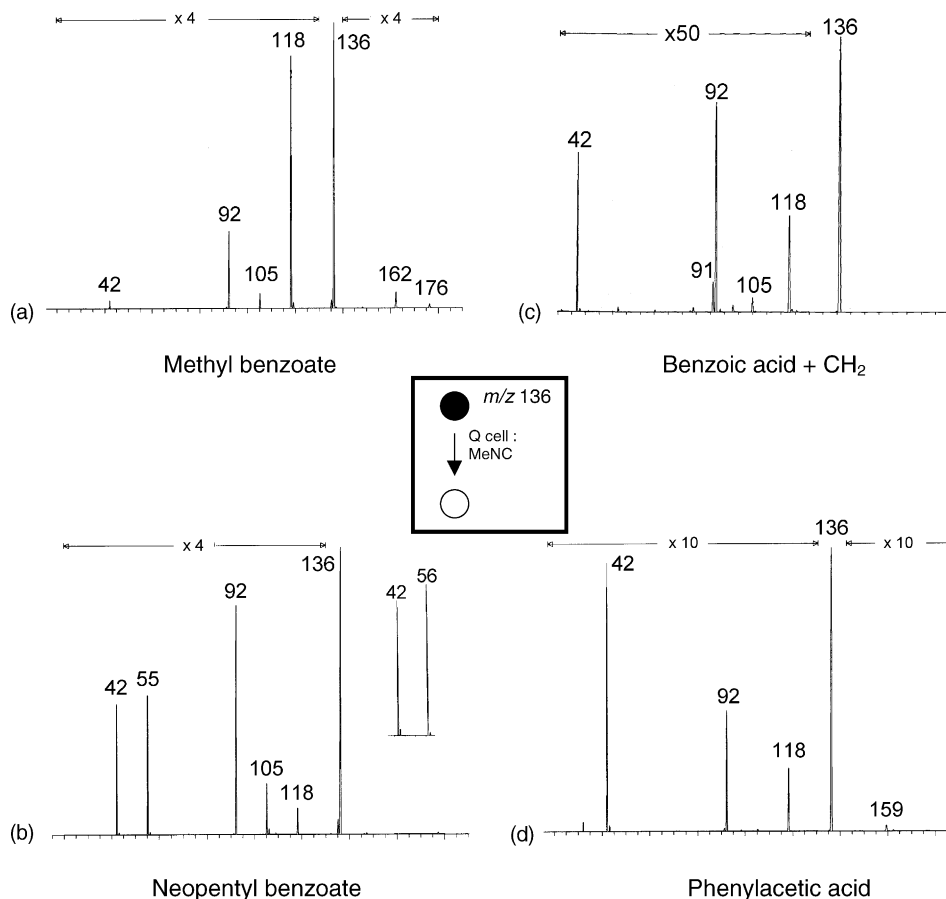 x 4
x 4
118
136
92
105
42
162
176
(a)
Methyl benzoate
x50
136
92
42
118
91
105
(c)
Benzoic acid + CH₂
m/z 136
Q cell :
MeNC
x 4
136
92
42
55
105
118
42
56
(b)
Neopentyl benzoate
136
x 10
x 10
42
92
118
159
(d)
Phenylacetic acid